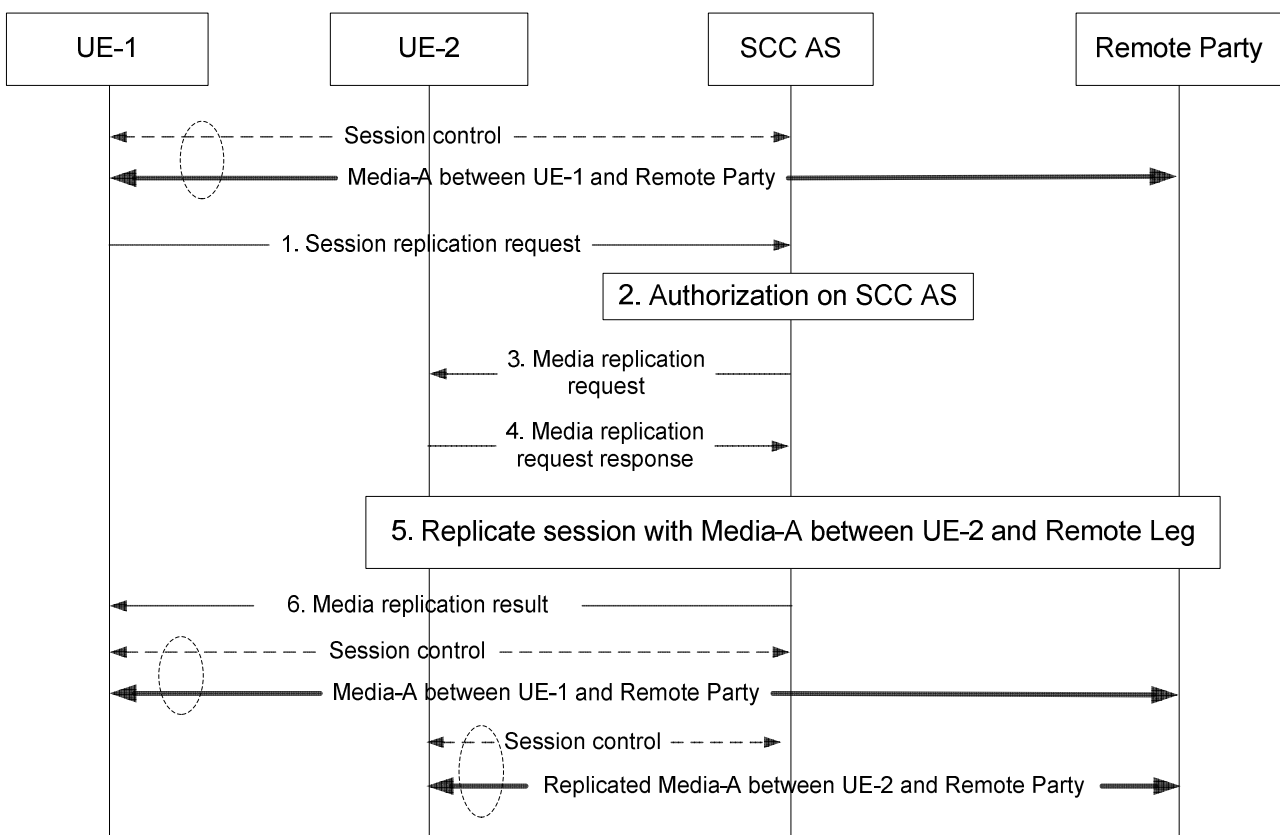 UE-1
UE-2
SCC AS
Remote Party
Session control
Media-A between UE-1 and Remote Party
1. Session replication request
2. Authorization on SCC AS
3. Media replication
request
4. Media replication
request response
5. Replicate session with Media-A between UE-2 and Remote Leg
6. Media replication result
Session control
Media-A between UE-1 and Remote Party
Session control
Replicated Media-A between UE-2 and Remote Party